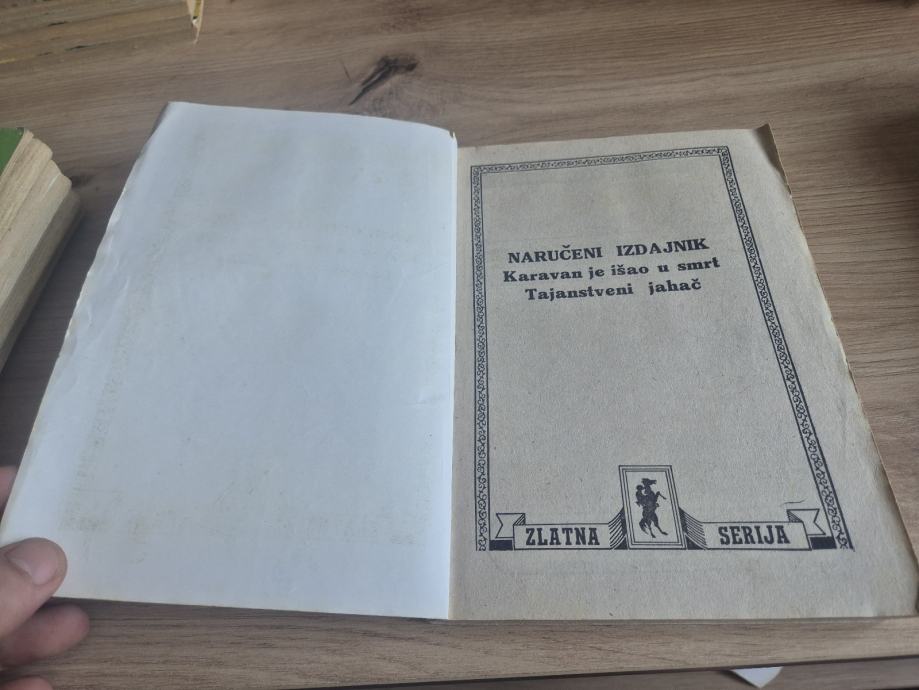 NARUČENI IZDAJNIK
Karavan je išao u smrt
Tajanstveni jahač
ZLATNA SERIJA